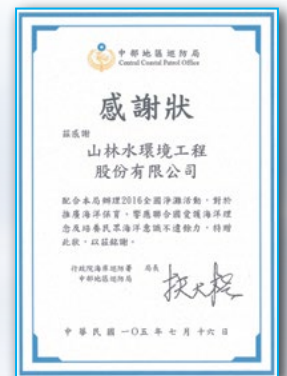 中部地區巡防局
Central Coastal Patrol Office
感謝狀
茲感謝
山林水環境工程
股份有限公司
配合本局辦理2016全國淨灘活動,對於
推廣海洋保育、響應聯合國愛護海洋理
念及培養民眾海洋意識不遺餘力,特贈
此狀,以茲銘謝。
行政院海岸巡防署 局長
中部地區巡防局
中華民國一〇五年七月十六日